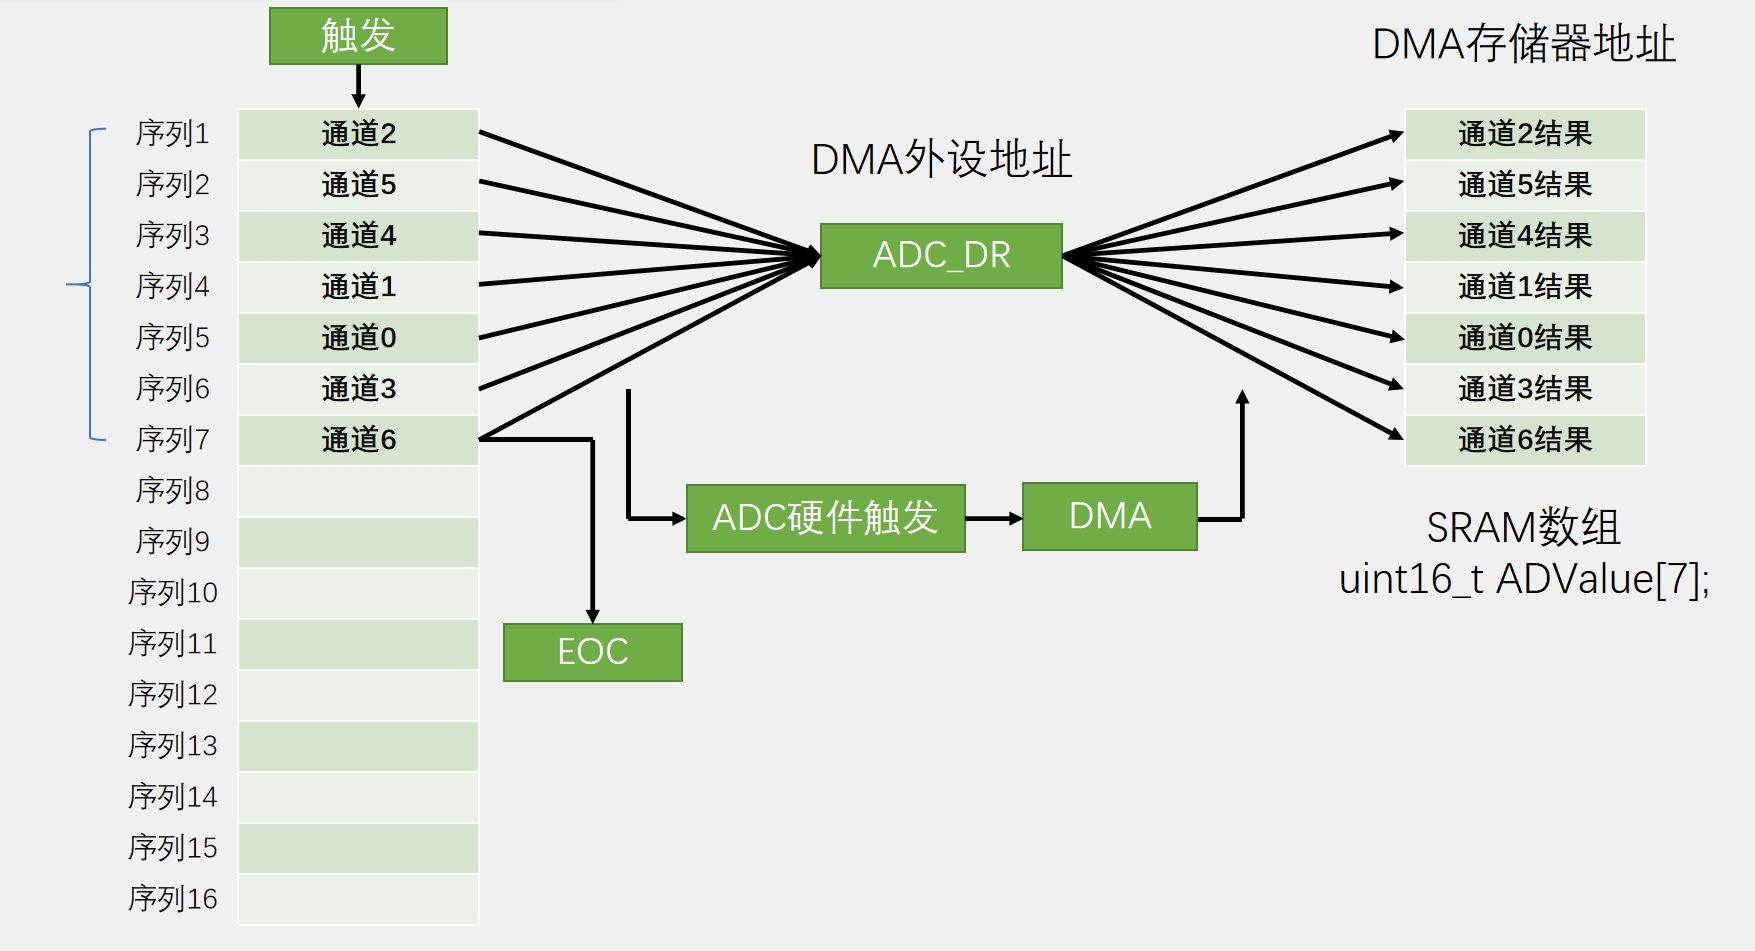 触发
DMA存储器地址
序列1 通道2
序列2 通道5
序列3 通道4
序列4 通道1
序列5 通道0
序列6 通道3
序列7 通道6
序列8
序列9
序列10
序列11
序列12
序列13
序列14
序列15
序列16
DMA外设地址
ADC_DR
ADC硬件触发
DMA
EOC
通道2结果
通道5结果
通道4结果
通道1结果
通道0结果
通道3结果
通道6结果
SRAM数组
uint16_t ADValue[7];